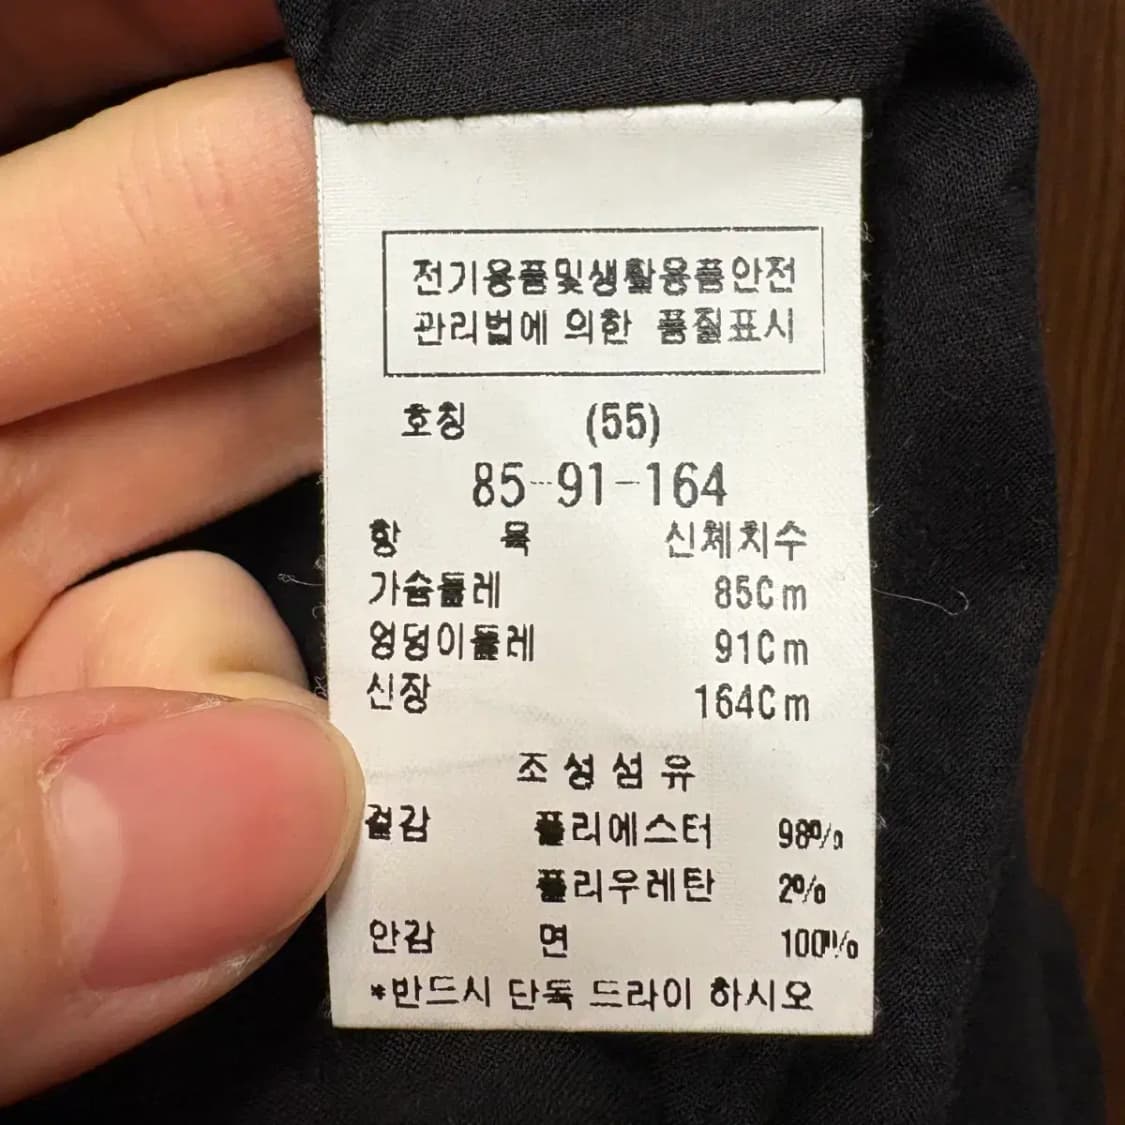 전기용품및생활용품안전
관리법에 의한 품질표시
호칭 (55)
85-91-164
항 목 신체치수
가슴둘레 85Cm
엉덩이둘레 91Cm
신장 164Cm
조성섬유
겉감 폴리에스터 98%
폴리우레탄 2%
안감 면 100%
*반드시 단독 드라이 하시오